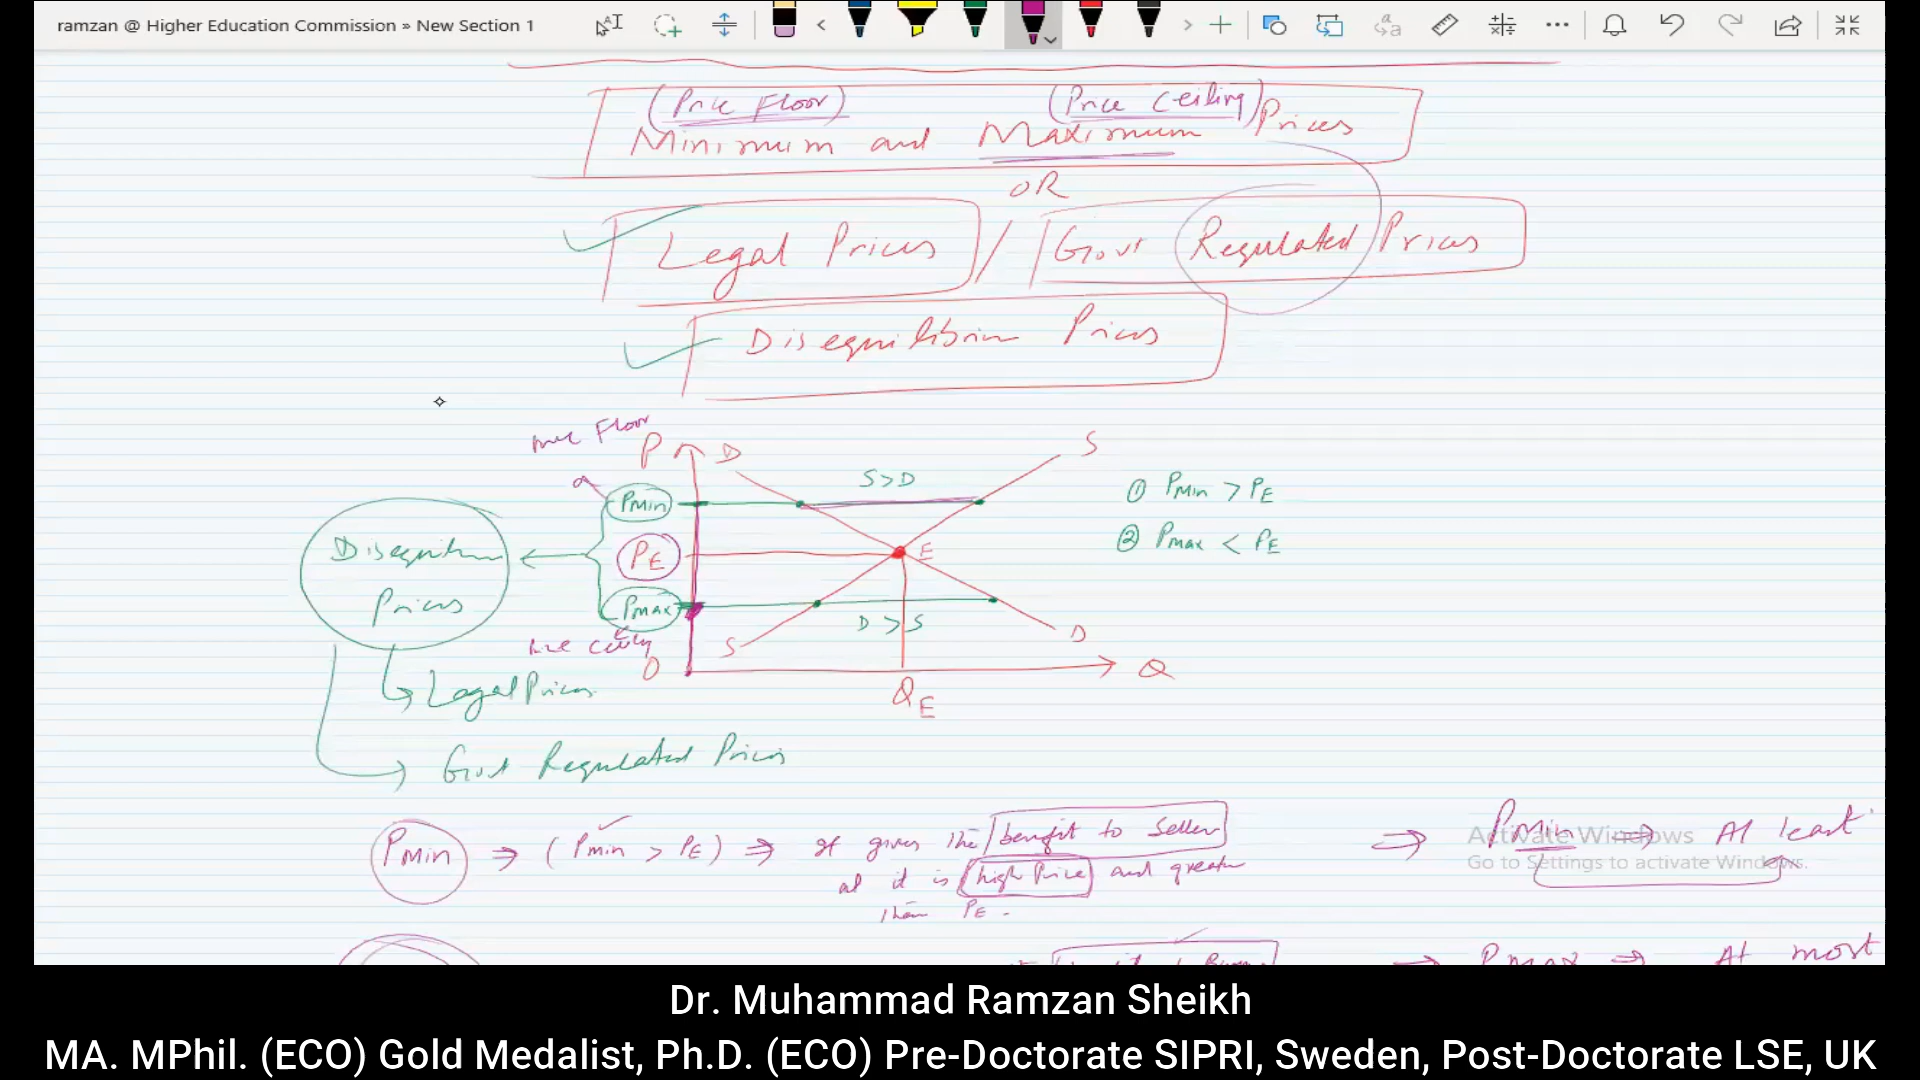 ramzan @ Higher Education Commission » New Section 1
(Price Floor) (Price Ceiling)
Minimum and Maximum Prices
OR
Legal Prices / Govt Regulated Prices
Disequilibrium Prices
Floor
P D S
S>D
PMin
① PMin > PE
PE E
② Pmax < PE
Prices
Pmax
D > S
S D
O QE Q
Legal Prices
Govt Regulated Prices
PMin ⇒ (PMin > PE) ⇒ It gives the benefit to Seller ⇒ PMin ⇒ At least
as it is high Price and greater
than PE.
Activate Windows
Go to Settings to activate Windows.
⇒ Pmax ⇒ At most
Dr. Muhammad Ramzan Sheikh
MA. MPhil. (ECO) Gold Medalist, Ph.D. (ECO) Pre-Doctorate SIPRI, Sweden, Post-Doctorate LSE, UK